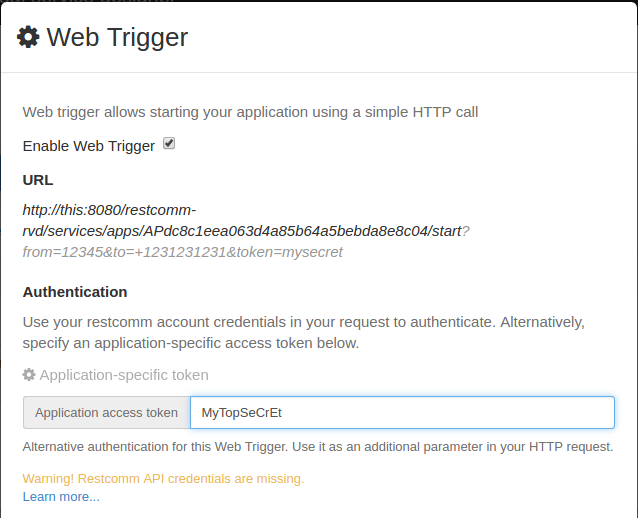 Web Trigger
Web trigger allows starting your application using a simple HTTP call
Enable Web Trigger
URL
http://this:8080/restcomm-
rvd/services/apps/APdc8c1eea063d4a85b64a5bebda8e8c04/start?
from=12345&to=+1231231231&token=mysecret
Authentication
Use your restcomm account credentials in your request to authenticate. Alternatively,
specify an application-specific access token below.
Application-specific token
Application access token MyTopSeCrEt
Alternative authentication for this Web Trigger. Use it as an additional parameter in your HTTP request.
Warning! Restcomm API credentials are missing.
Learn more...